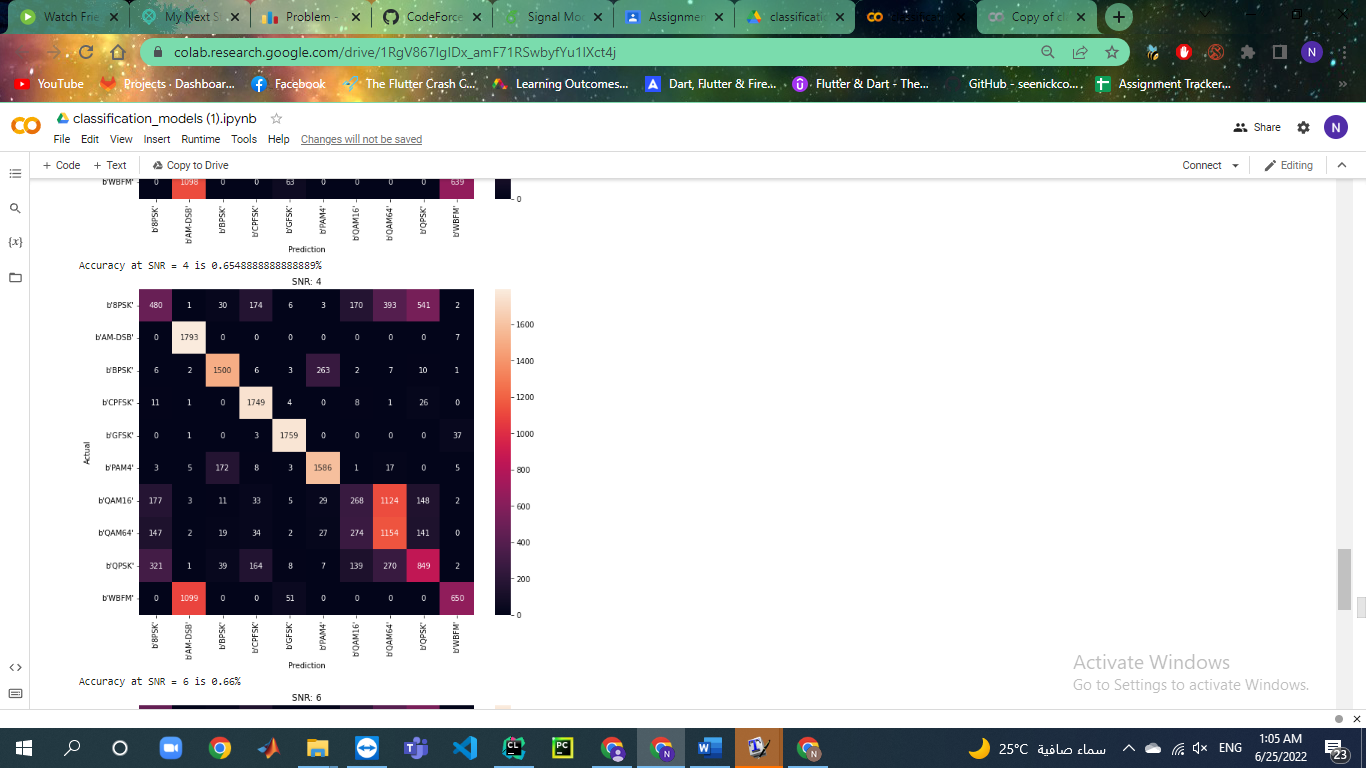 Watch Frie
My Next S
Problem -
CodeForce
Signal Mo
Assignmen
classificatio
Copy of cl
colab.research.google.com/drive/1RgV867IgIDx_amF71RSwbyfYu1IXct4j
N
YouTube
Projects · Dashboar...
Facebook
The Flutter Crash C...
Learning Outcomes...
Dart, Flutter & Fire...
Flutter & Dart - The...
GitHub - seenickco...
Assignment Tracker...
»
classification_models (1).ipynb
File Edit View Insert Runtime Tools Help Changes will not be saved
Share
N
+ Code + Text Copy to Drive
Connect
Editing
{x}
b'WBFM' 0 1098 0 0 63 0 0 0 0 639
0
b'8PSK' b'AM-DSB' b'BPSK' b'CPFSK' b'GFSK' b'PAM4' b'QAM16' b'QAM64' b'QPSK' b'WBFM'
Prediction
Accuracy at SNR = 4 is 0.6548888888888889%
SNR: 4
b'8PSK' 480 1 30 174 6 3 170 393 541 2
b'AM-DSB' 0 1793 0 0 0 0 0 0 0 7
b'BPSK' 6 2 1500 6 3 263 2 7 10 1
b'CPFSK' 11 1 0 1749 4 0 8 1 26 0
b'GFSK' 0 1 0 3 1759 0 0 0 0 37
b'PAM4' 3 5 172 8 3 1586 1 17 0 5
b'QAM16' 177 3 11 33 5 29 268 1124 148 2
b'QAM64' 147 2 19 34 2 27 274 1154 141 0
b'QPSK' 321 1 39 164 8 7 139 270 849 2
b'WBFM' 0 1099 0 0 51 0 0 0 0 650
Actual
1600
1400
1200
1000
800
600
400
200
0
b'8PSK' b'AM-DSB' b'BPSK' b'CPFSK' b'GFSK' b'PAM4' b'QAM16' b'QAM64' b'QPSK' b'WBFM'
Prediction
Accuracy at SNR = 6 is 0.66%
SNR: 6
Activate Windows
Go to Settings to activate Windows.
25°C سماء صافية
ENG
1:05 AM
6/25/2022
23